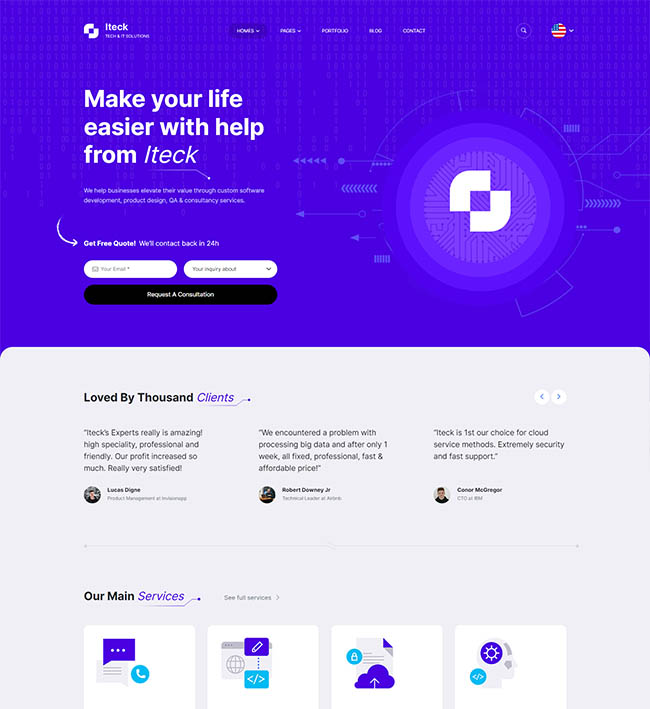 Iteck
TECH & IT SOLUTIONS
HOMES
PAGES
PORTFOLIO
BLOG
CONTACT
Make your life
easier with help
from Iteck
We help businesses elevate their value through custom software
development, product design, QA & consultancy services.
Get Free Quote! We'll contact back in 24h
Your Email *
Your inquiry about
Request A Consultation
Loved By Thousand Clients
“Iteck's Experts really is amazing!
high speciality, professional and
friendly. Our profit increased so
much. Really very satisfied!
Lucas Digne
Product Management at Invisionapp
“We encountered a problem with
processing big data and after only 1
week, all fixed, professional, fast &
affordable price!”
Robert Downey Jr
Technical Leader at Airbnb
“Iteck is 1st our choice for cloud
service methods. Extremely security
and fast support.”
Conor McGregor
CTO at IBM
Our Main Services
See full services